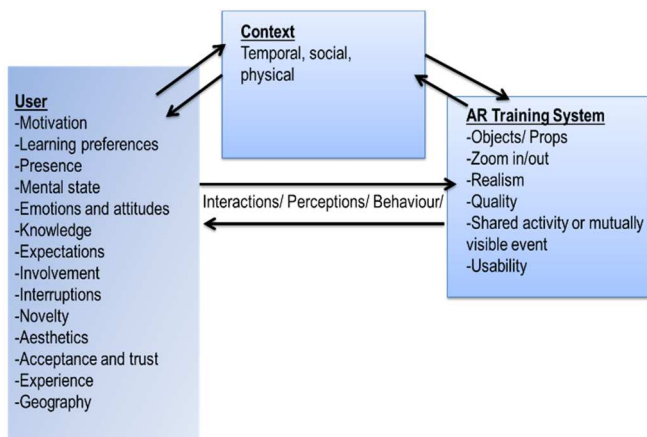 Context
Temporal, social,
physical
User
-Motivation
-Learning preferences
-Presence
-Mental state
-Emotions and attitudes
-Knowledge
-Expectations
-Involvement
-Interruptions
-Novelty
-Aesthetics
-Acceptance and trust
-Experience
-Geography
Interactions/ Perceptions/ Behaviour/
AR Training System
-Objects/ Props
-Zoom in/out
-Realism
-Quality
-Shared activity or mutually
visible event
-Usability